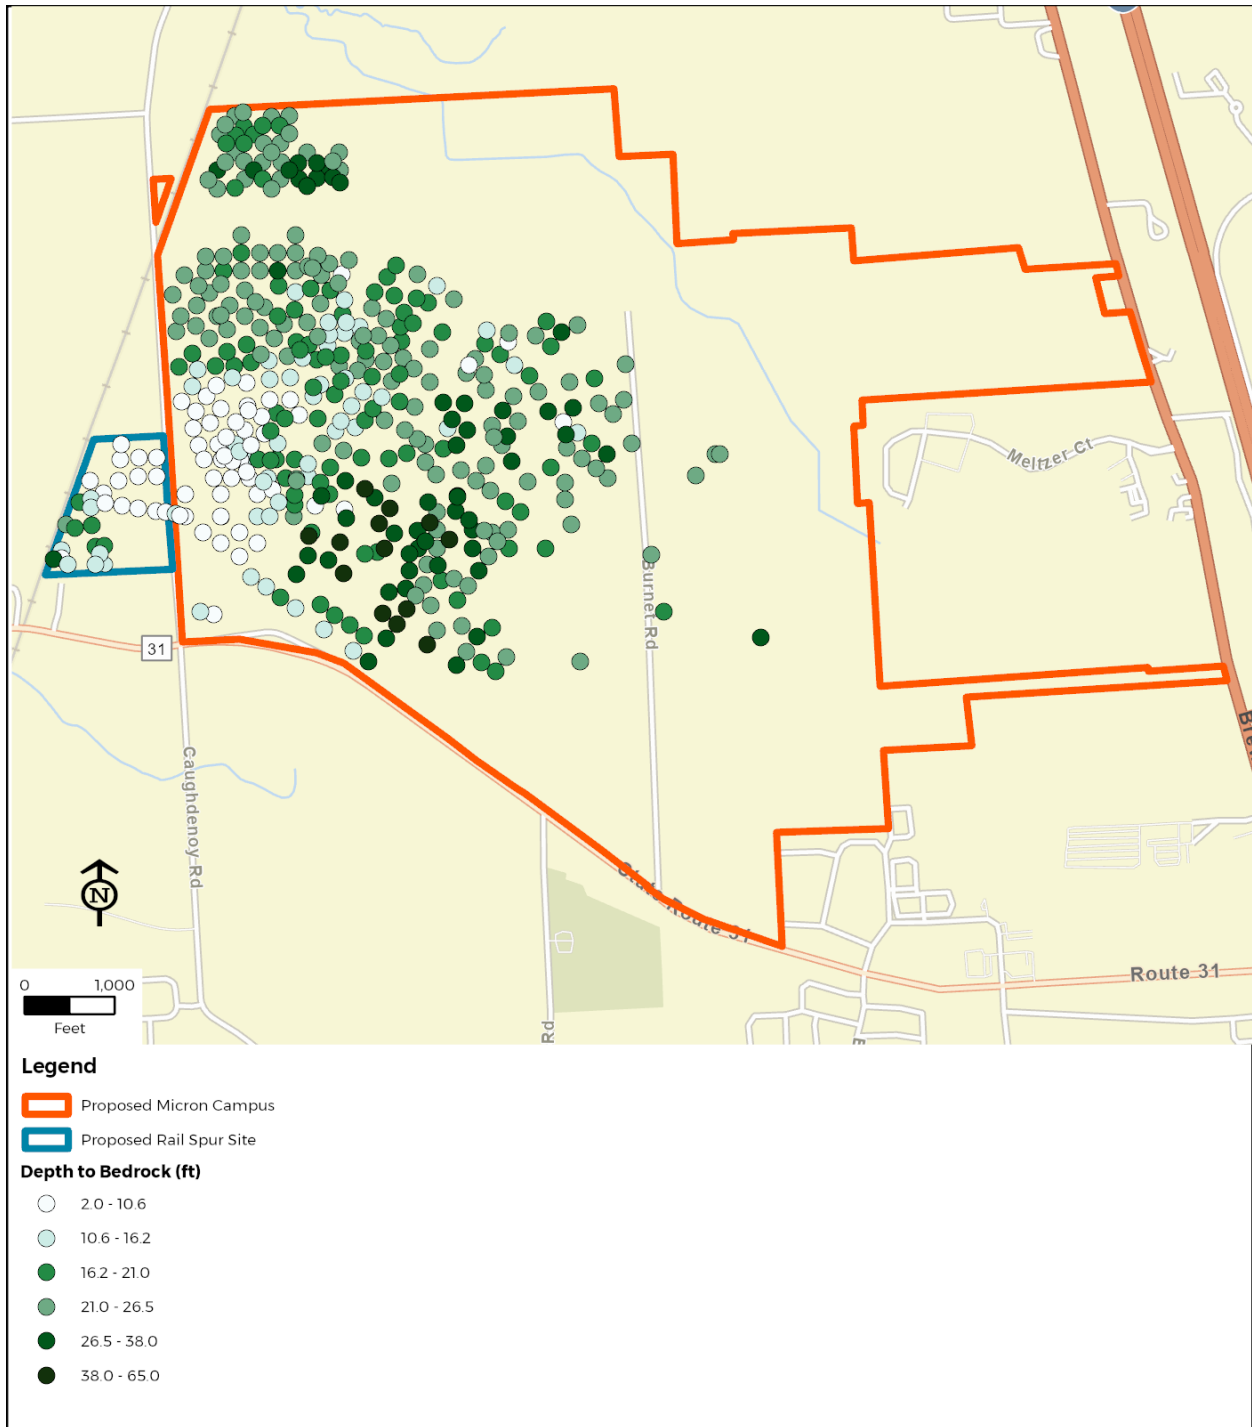 Meltzer Ct
Burnet Rd
31
Caughdenoy Rd
Bre
N
State Route 31
Route 31
0 1,000
Feet
Rd
Legend
Proposed Micron Campus
Proposed Rail Spur Site
Depth to Bedrock (ft)
2.0 - 10.6
10.6 - 16.2
16.2 - 21.0
21.0 - 26.5
26.5 - 38.0
38.0 - 65.0